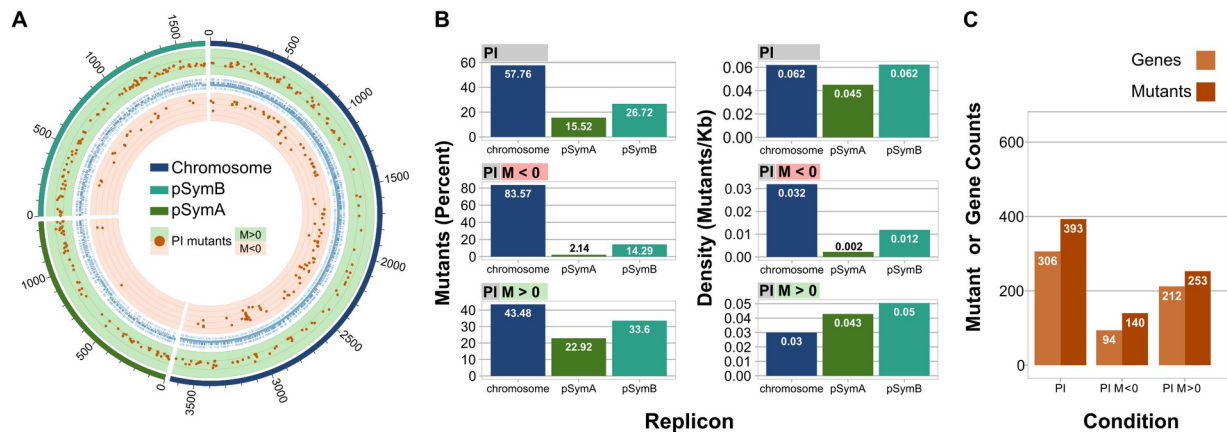 A
0
500
1000
1500
2000
2500
3000
3500
0
500
1000
0
500
1000
1500
Chromosome
pSymB
pSymA
PI mutants
M>0
M<0
B
Mutants (Percent)
PI
60
40
20
0
57.76
15.52
26.72
chromosome pSymA pSymB
PI M < 0
80
60
40
20
0
83.57
2.14
14.29
chromosome pSymA pSymB
PI M > 0
40
30
20
10
0
43.48
22.92
33.6
chromosome pSymA pSymB
Density (Mutants/Kb)
PI
0.06
0.04
0.02
0.00
0.062
0.045
0.062
chromosome pSymA pSymB
PI M < 0
0.03
0.02
0.01
0.00
0.032
0.002
0.012
chromosome pSymA pSymB
PI M > 0
0.05
0.04
0.03
0.02
0.01
0.00
0.03
0.043
0.05
chromosome pSymA pSymB
Replicon
C
Genes
Mutants
Mutant or Gene Counts
600
400
200
0
306
393
94
140
212
253
PI PI M<0 PI M>0
Condition